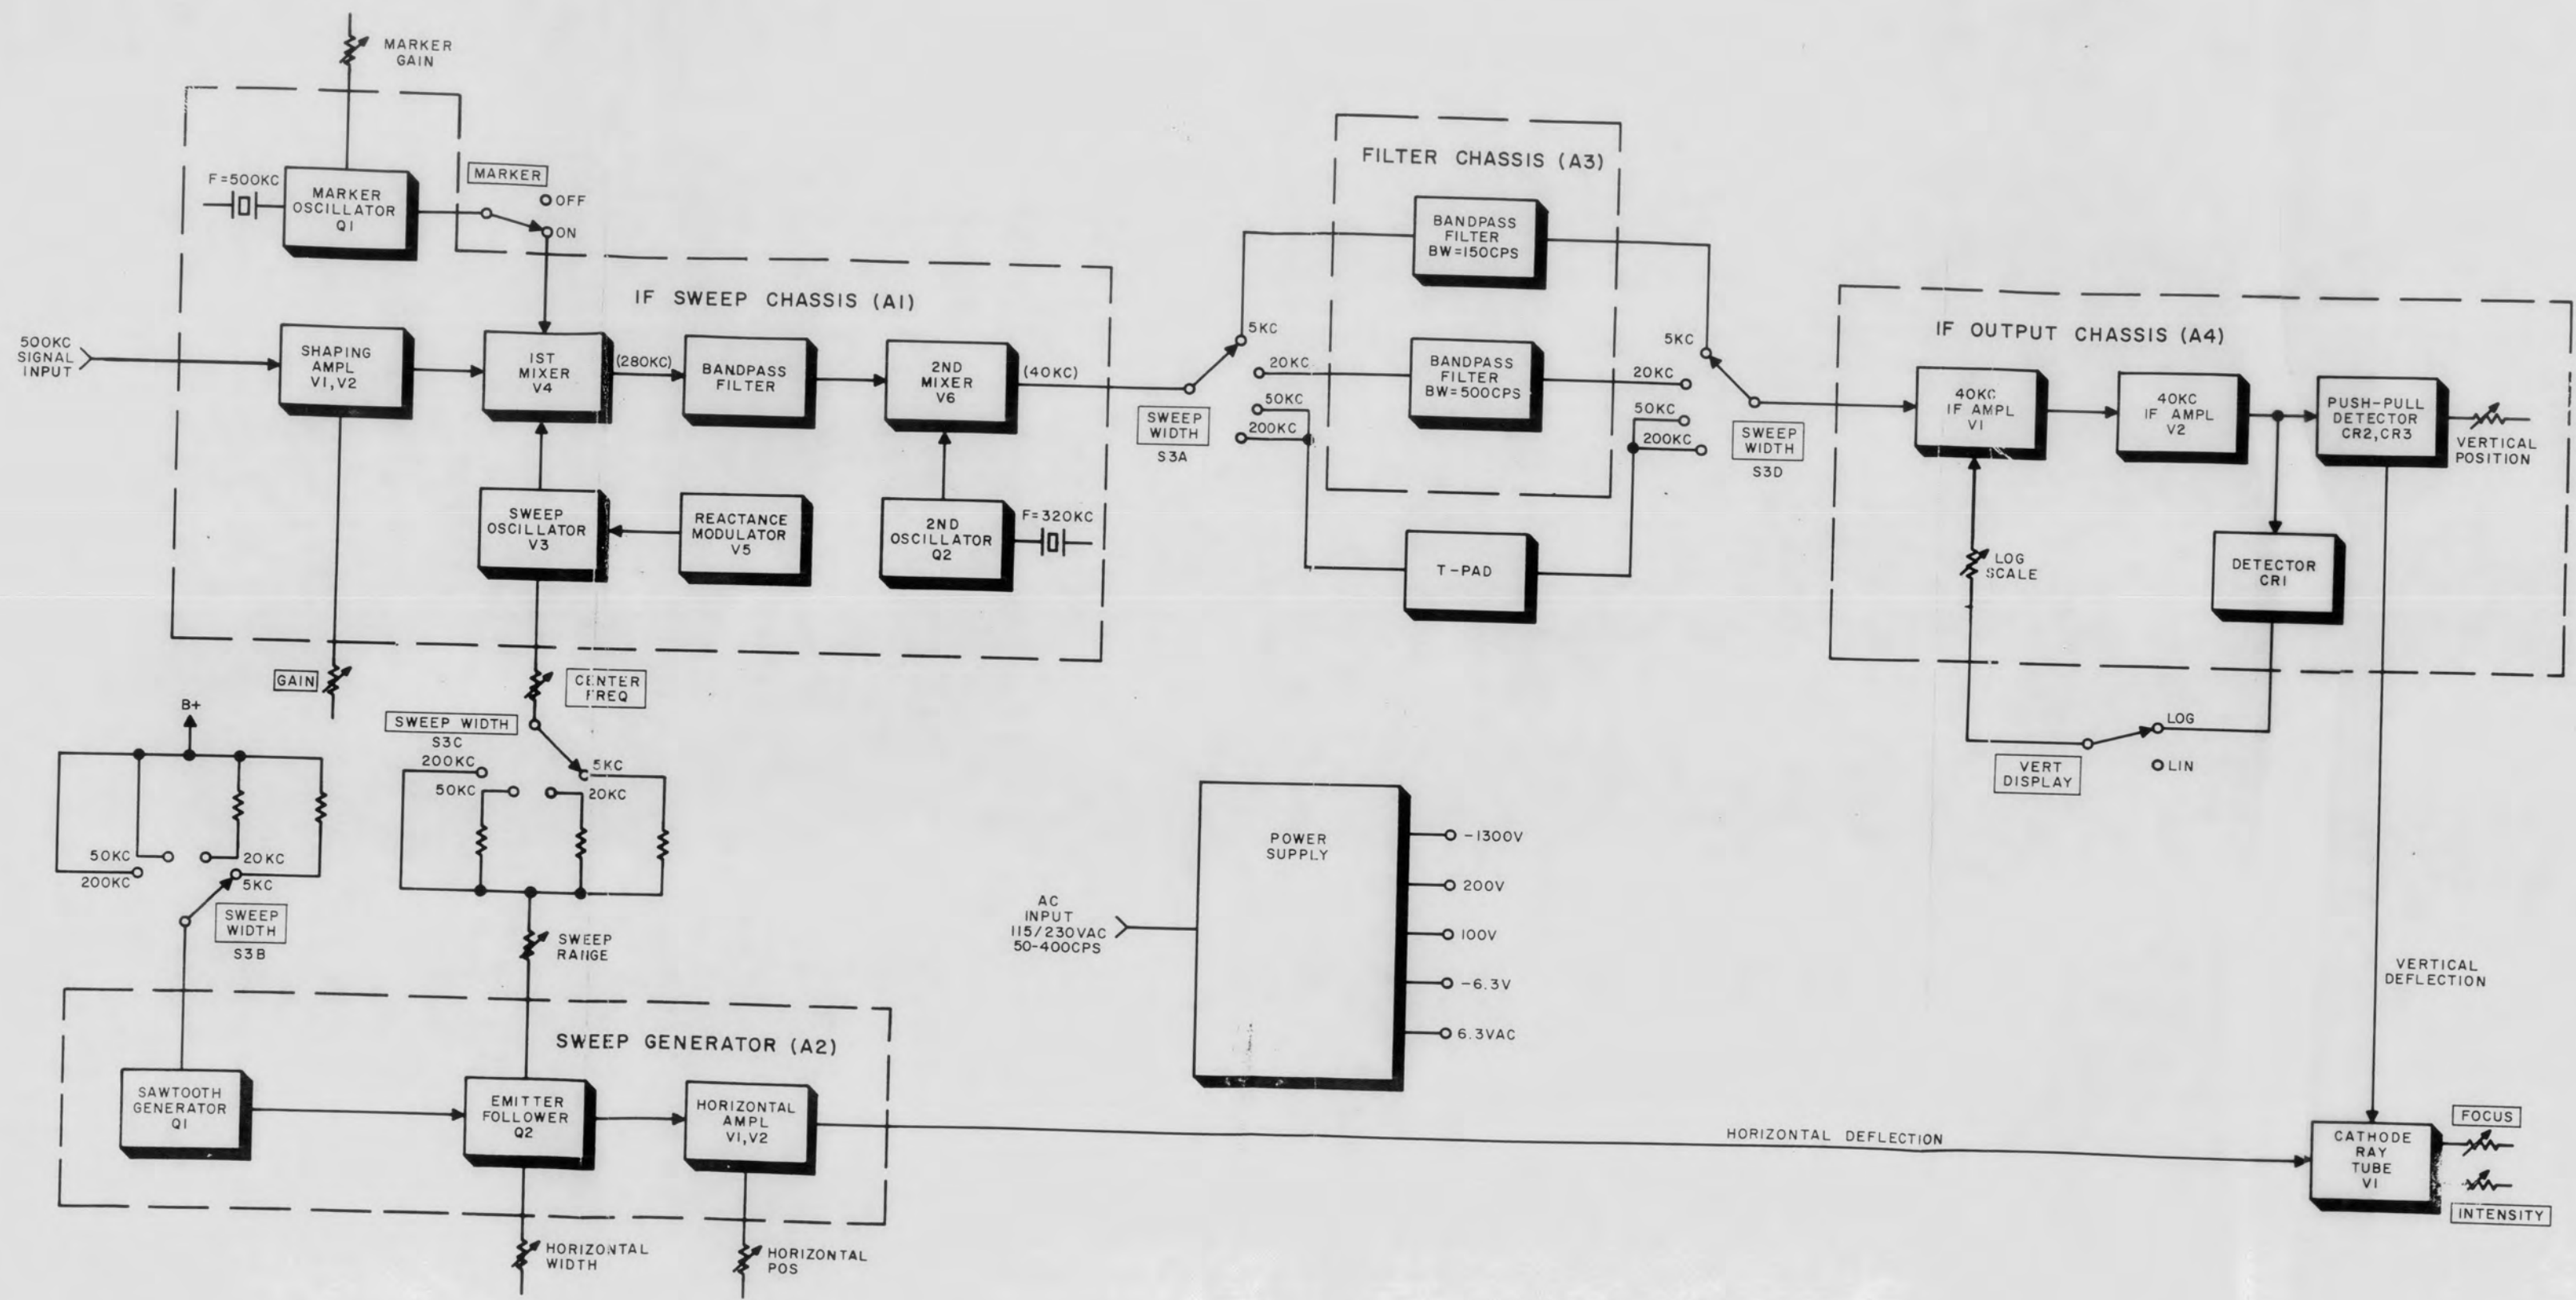 MARKER
GAIN
F=500KC
MARKER
OSCILLATOR
Q1
MARKER
OFF
ON
IF SWEEP CHASSIS (A1)
500KC
SIGNAL
INPUT
SHAPING
AMPL
V1,V2
1ST
MIXER
V4
(280KC)
BANDPASS
FILTER
2ND
MIXER
V6
(40KC)
SWEEP
OSCILLATOR
V3
REACTANCE
MODULATOR
V5
2ND
OSCILLATOR
Q2
F=320KC
GAIN
CENTER
FREQ
FILTER CHASSIS (A3)
BANDPASS
FILTER
BW=150CPS
BANDPASS
FILTER
BW=500CPS
T-PAD
5KC
20KC
50KC
200KC
SWEEP
WIDTH
S3A
5KC
20KC
50KC
200KC
SWEEP
WIDTH
S3D
IF OUTPUT CHASSIS (A4)
40KC
IF AMPL
V1
40KC
IF AMPL
V2
PUSH-PULL
DETECTOR
CR2,CR3
VERTICAL
POSITION
LOG
SCALE
DETECTOR
CR1
LOG
LIN
VERT
DISPLAY
B+
50KC
20KC
200KC
5KC
SWEEP
WIDTH
S3B
SWEEP WIDTH
S3C
200KC
5KC
50KC
20KC
SWEEP
RANGE
POWER
SUPPLY
AC
INPUT
115/230VAC
50-400CPS
-1300V
200V
100V
-6.3V
6.3VAC
VERTICAL
DEFLECTION
SWEEP GENERATOR (A2)
SAWTOOTH
GENERATOR
Q1
EMITTER
FOLLOWER
Q2
HORIZONTAL
AMPL
V1,V2
HORIZONTAL DEFLECTION
CATHODE
RAY
TUBE
V1
FOCUS
INTENSITY
HORIZONTAL
WIDTH
HORIZONTAL
POS